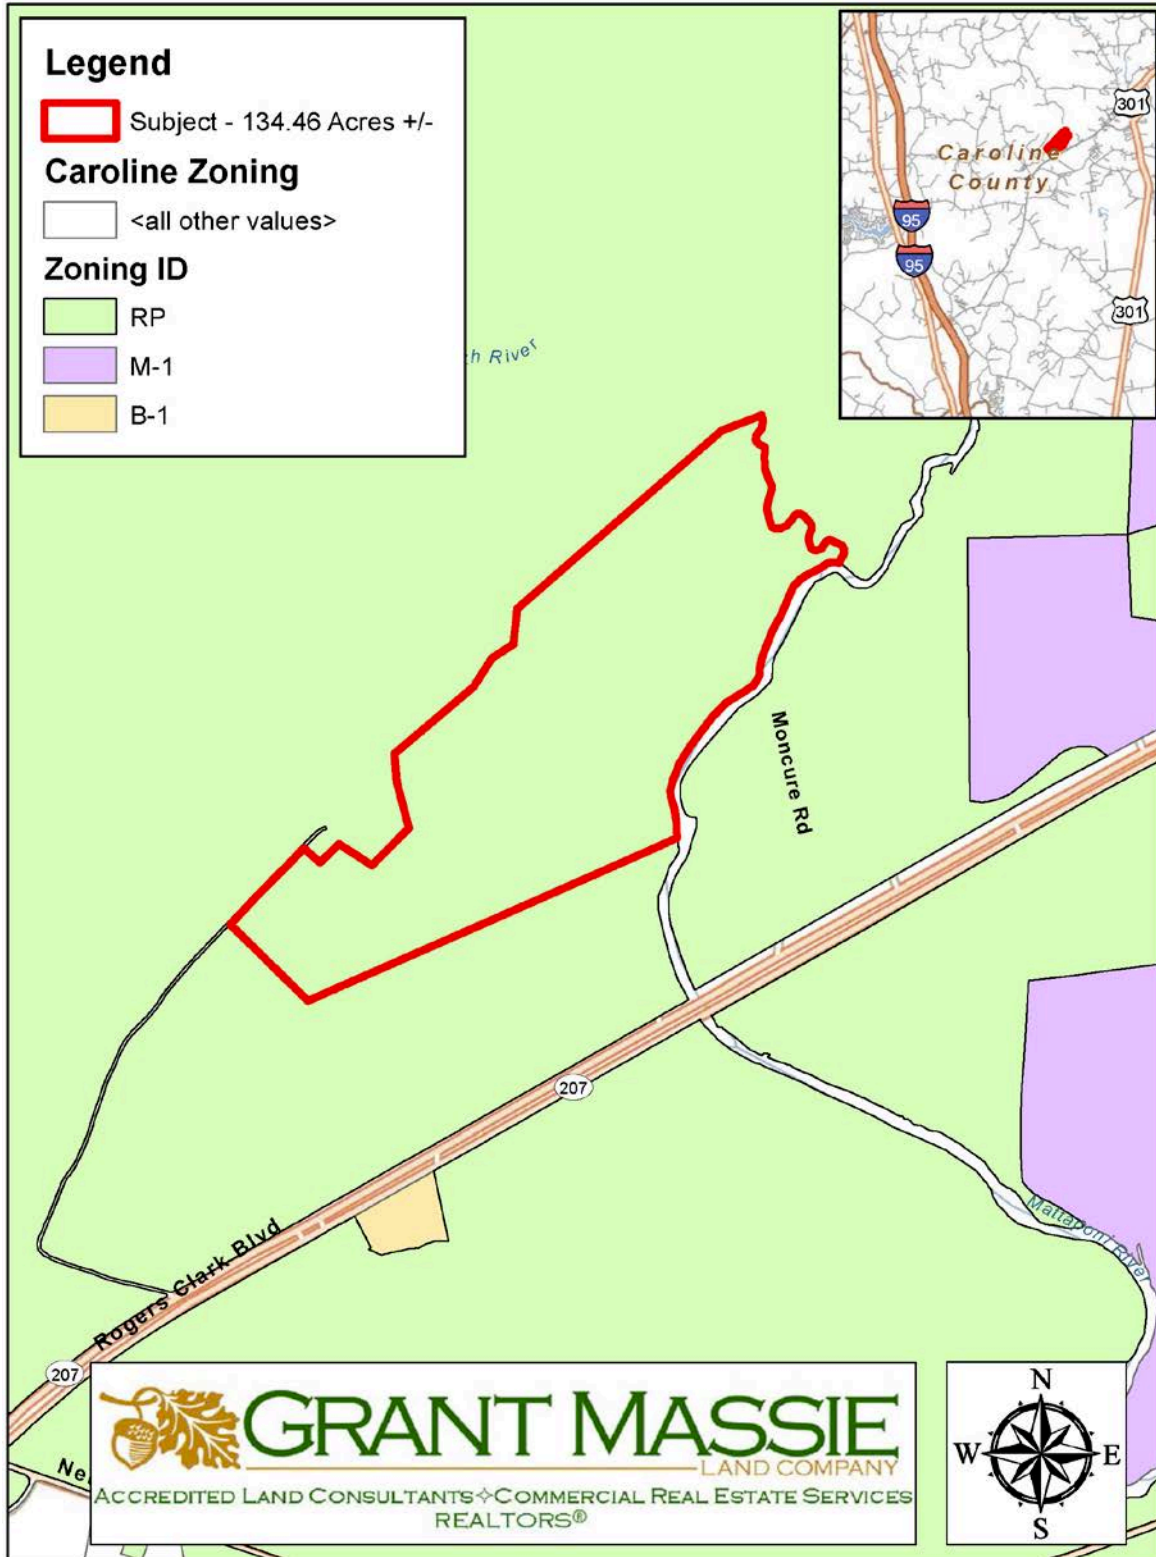 Legend
Subject - 134.46 Acres +/-
Caroline Zoning
<all other values>
Zoning ID
RP
M-1
B-1
301
Caroline
County
95
95
301
th River
Moncure Rd
207
Mattaponi River
Rogers Clark Blvd
207
GRANT MASSIE
LAND COMPANY
ACCREDITED LAND CONSULTANTS✧COMMERCIAL REAL ESTATE SERVICES
REALTORS®
N
W E
S